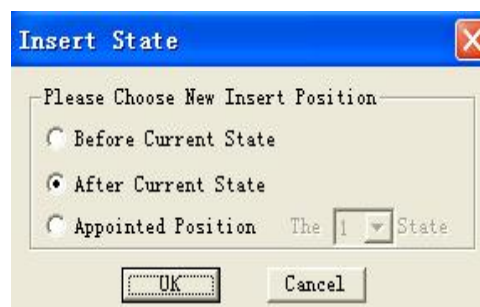 Insert State
Please Choose New Insert Position
Before Current State
After Current State
Appointed Position The 1 State
OK Cancel